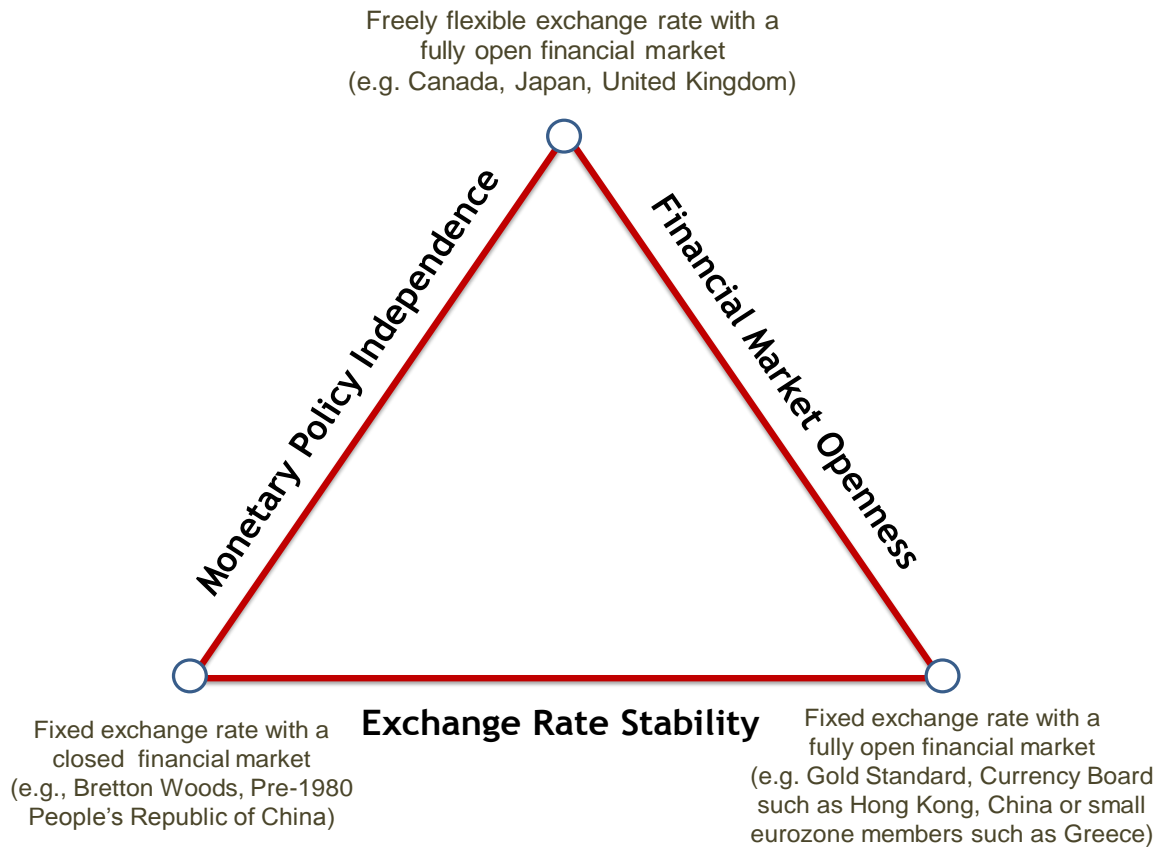 Freely flexible exchange rate with a
fully open financial market
(e.g. Canada, Japan, United Kingdom)
Monetary Policy Independence
Financial Market Openness
Exchange Rate Stability
Fixed exchange rate with a
closed financial market
(e.g., Bretton Woods, Pre-1980
People’s Republic of China)
Fixed exchange rate with a
fully open financial market
(e.g. Gold Standard, Currency Board
such as Hong Kong, China or small
eurozone members such as Greece)